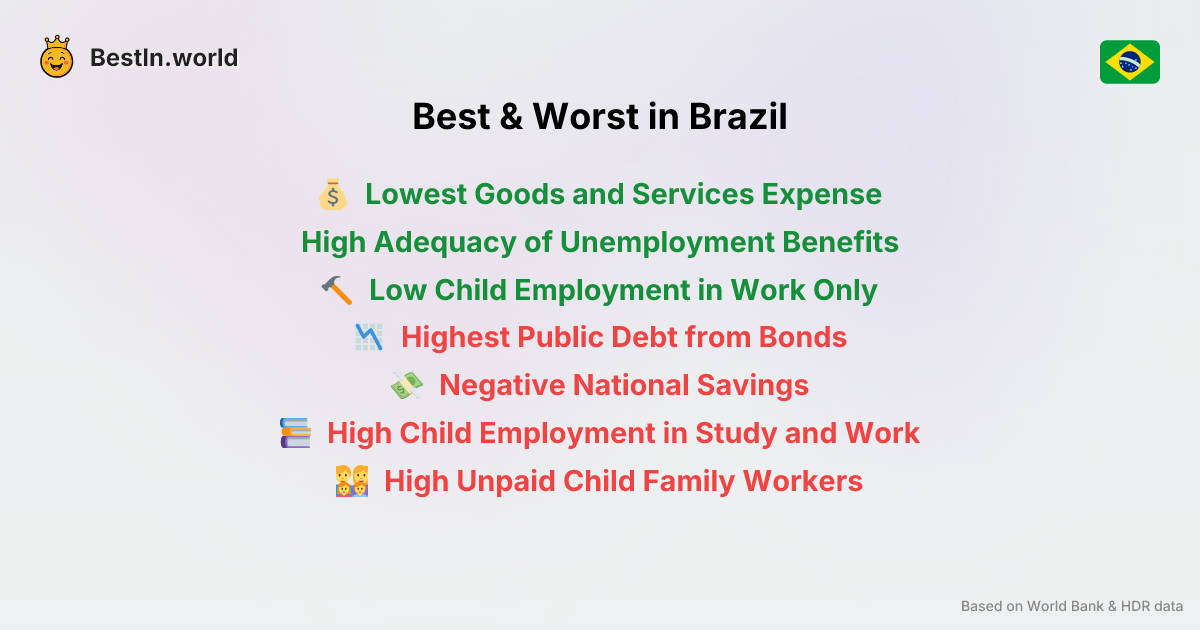 BestIn.world
Best & Worst in Brazil
Lowest Goods and Services Expense
High Adequacy of Unemployment Benefits
Low Child Employment in Work Only
Highest Public Debt from Bonds
Negative National Savings
High Child Employment in Study and Work
High Unpaid Child Family Workers
Based on World Bank & HDR data